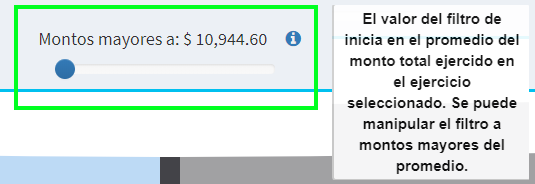 Montos mayores a: $ 10,944.60
El valor del filtro de
inicia en el promedio del
monto total ejercido en
el ejercicio
seleccionado. Se puede
manipular el filtro a
montos mayores del
promedio.